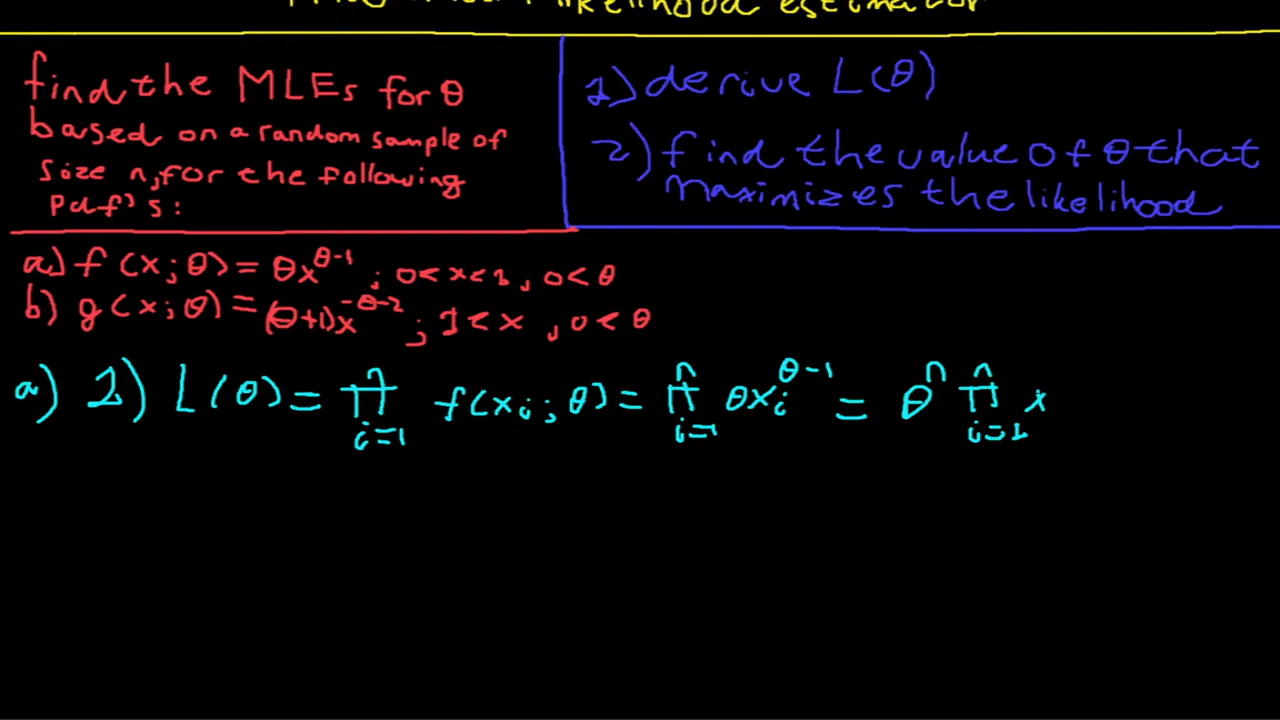 likelihood estimator
find the MLEs for θ
based on a random sample of
size n, for the following
pdf's:
1) derive L(θ)
2) find the value of θ that
maximizes the likelihood
a) f(x;θ) = θx^{θ-1} ; 0<x<1, 0<θ
b) g(x;θ) = (θ+1)x^{-θ-2} ; 1<x, 0<θ
a) 1) L(θ) = ∏_{i=1}^{n} f(x_i;θ) = ∏_{i=1}^{n} θx_i^{θ-1} = θ^n ∏_{i=1}^{n} x